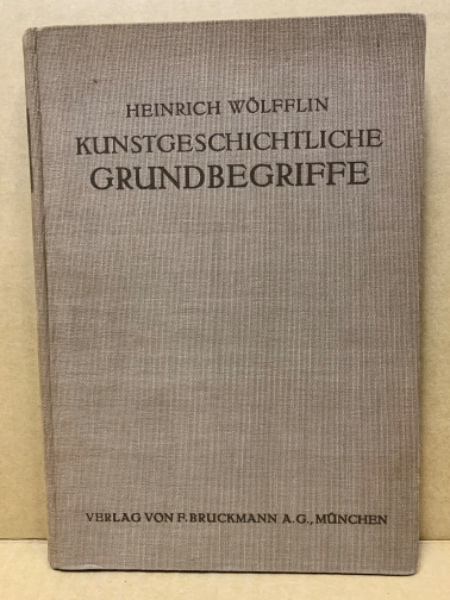 HEINRICH WÖLFFLIN
KUNSTGESCHICHTLICHE
GRUNDBEGRIFFE
VERLAG VON F. BRUCKMANN A.G., MÜNCHEN